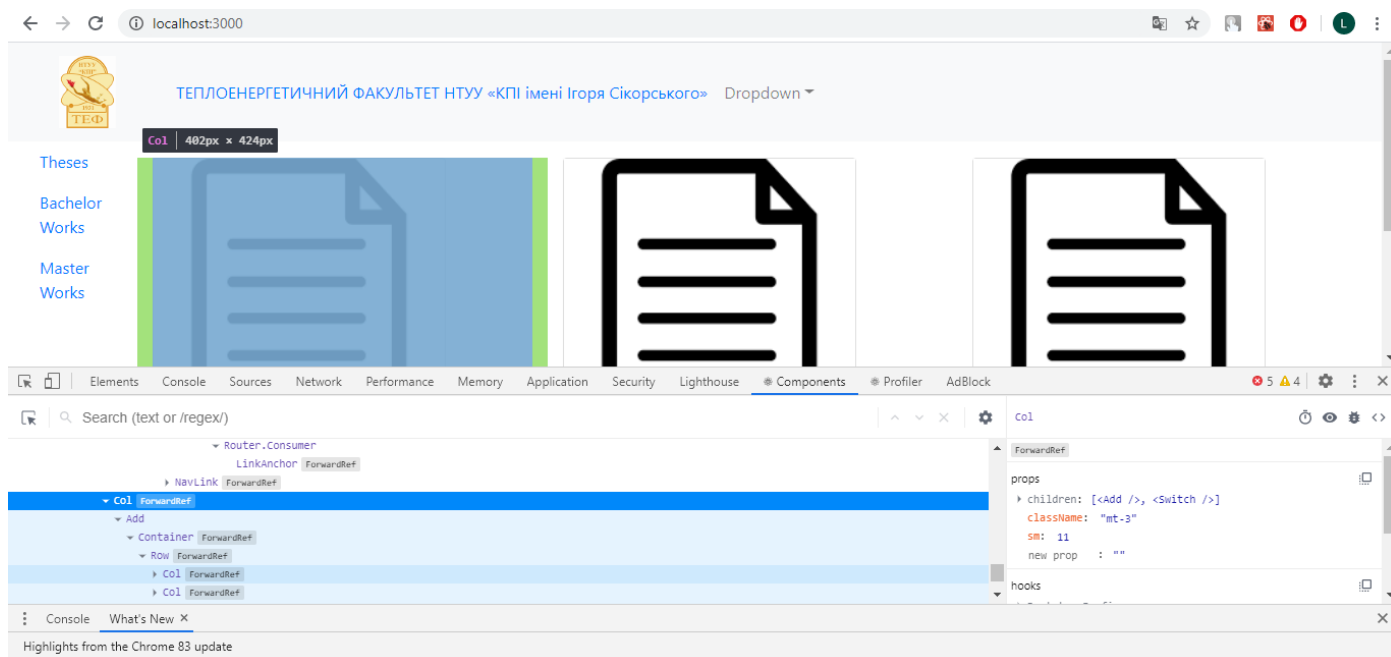 localhost:3000
L
НТУУ
"КПІ"
1931
ТЕФ
ТЕПЛОЕНЕРГЕТИЧНИЙ ФАКУЛЬТЕТ НТУУ «КПІ імені Ігоря Сікорського» Dropdown
Col | 402px × 424px
Theses
Bachelor
Works
Master
Works
Elements Console Sources Network Performance Memory Application Security Lighthouse Components Profiler AdBlock 5 4
Search (text or /regex/)
Col
Router.Consumer
LinkAnchor ForwardRef
NavLink ForwardRef
Col ForwardRef
Add
Container ForwardRef
Row ForwardRef
Col ForwardRef
Col ForwardRef
ForwardRef
props
children: [<Add />, <Switch />]
className: "mt-3"
sm: 11
new prop : ""
hooks
Console What's New
Highlights from the Chrome 83 update